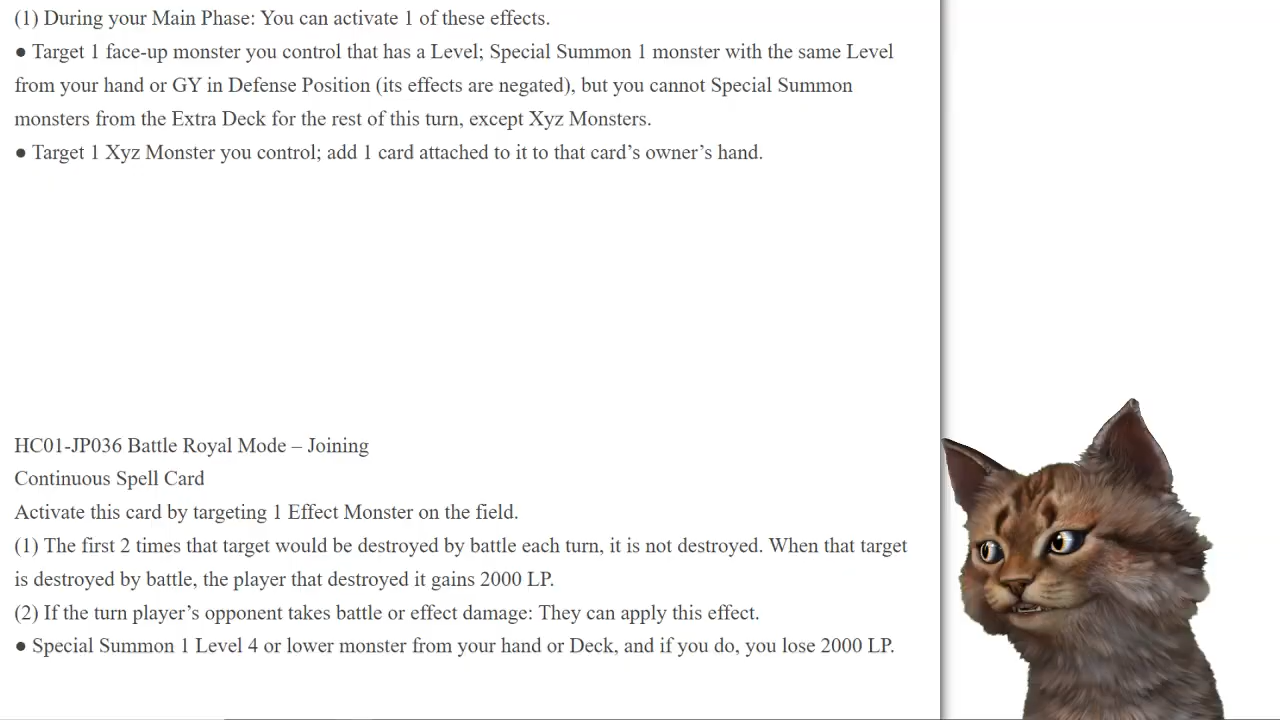 (1) During your Main Phase: You can activate 1 of these effects.
● Target 1 face-up monster you control that has a Level; Special Summon 1 monster with the same Level
from your hand or GY in Defense Position (its effects are negated), but you cannot Special Summon
monsters from the Extra Deck for the rest of this turn, except Xyz Monsters.
● Target 1 Xyz Monster you control; add 1 card attached to it to that card’s owner’s hand.
HC01-JP036 Battle Royal Mode – Joining
Continuous Spell Card
Activate this card by targeting 1 Effect Monster on the field.
(1) The first 2 times that target would be destroyed by battle each turn, it is not destroyed. When that target
is destroyed by battle, the player that destroyed it gains 2000 LP.
(2) If the turn player’s opponent takes battle or effect damage: They can apply this effect.
● Special Summon 1 Level 4 or lower monster from your hand or Deck, and if you do, you lose 2000 LP.